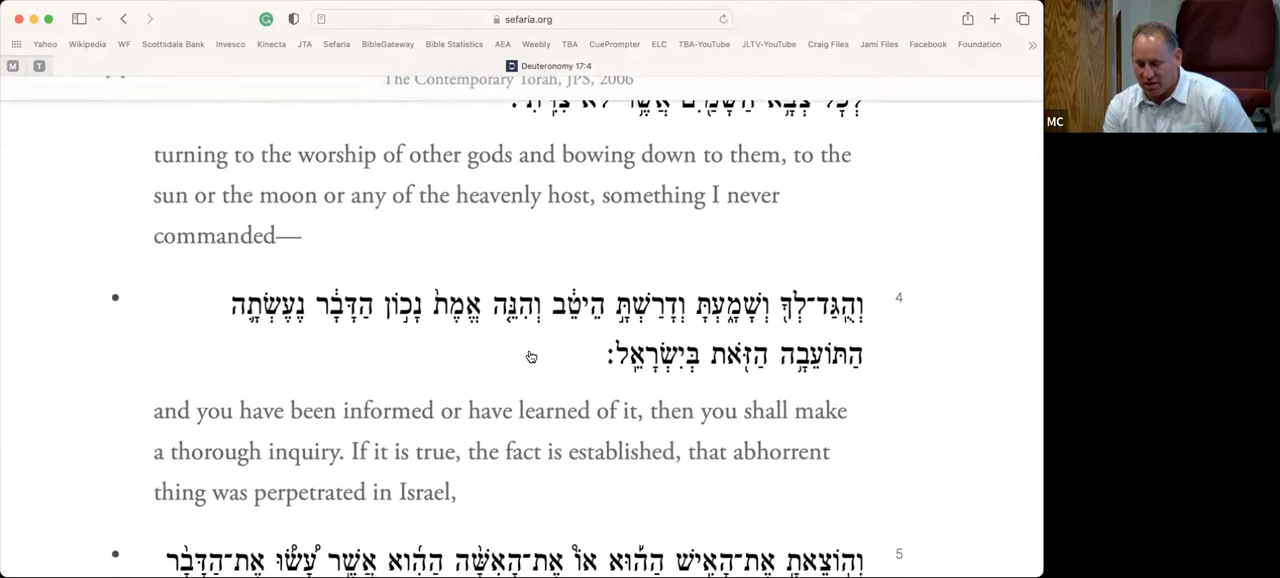 sefaria.org
Yahoo Wikipedia WF Scottsdale Bank Invesco Kinecta JTA Sefaria BibleGateway Bible Statistics AEA Weebly TBA CuePrompter ELC TBA-YouTube JLTV-YouTube Craig Files Jami Files Facebook Foundation
M T Deuteronomy 17:4
The Contemporary Torah, JPS, 2006
לְכׇל־צְבָ֥א הַשָּׁמַ֖יִם אֲשֶׁ֥ר לֹא־צִוִּֽיתִי׃
turning to the worship of other gods and bowing down to them, to the
sun or the moon or any of the heavenly host, something I never
commanded—
וְהֻֽגַּד־לְךָ֖ וְשָׁמָ֑עְתָּ וְדָרַשְׁתָּ֣ הֵיטֵ֔ב וְהִנֵּ֤ה אֱמֶת֙ נָכ֣וֹן הַדָּבָ֔ר נֶעֶשְׂתָ֛ה 4
הַתּוֹעֵבָ֥ה הַזֹּ֖את בְּיִשְׂרָאֵֽל׃
and you have been informed or have learned of it, then you shall make
a thorough inquiry. If it is true, the fact is established, that abhorrent
thing was perpetrated in Israel,
וְהֽוֹצֵאתָ֣ אֶת־הָאִ֣ישׁ הַה֡וּא אוֹ֩ אֶת־הָאִשָּׁ֨ה הַהִ֜וא אֲשֶׁ֣ר עָ֠שׂ֠וּ אֶת־הַדָּבָ֨ר 5
MC